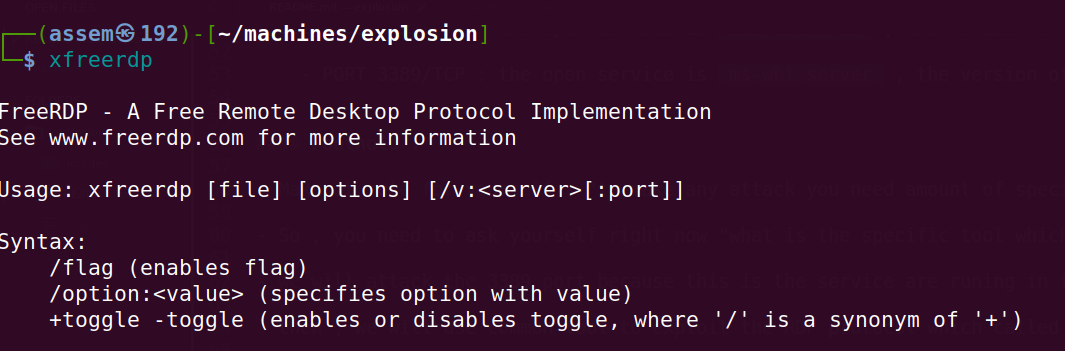 ┌──(assem㉿192)-[~/machines/explosion]
└─$ xfreerdp
FreeRDP - A Free Remote Desktop Protocol Implementation
See www.freerdp.com for more information
Usage: xfreerdp [file] [options] [/v:<server>[:port]]
Syntax:
    /flag (enables flag)
    /option:<value> (specifies option with value)
    +toggle -toggle (enables or disables toggle, where '/' is a synonym of '+')